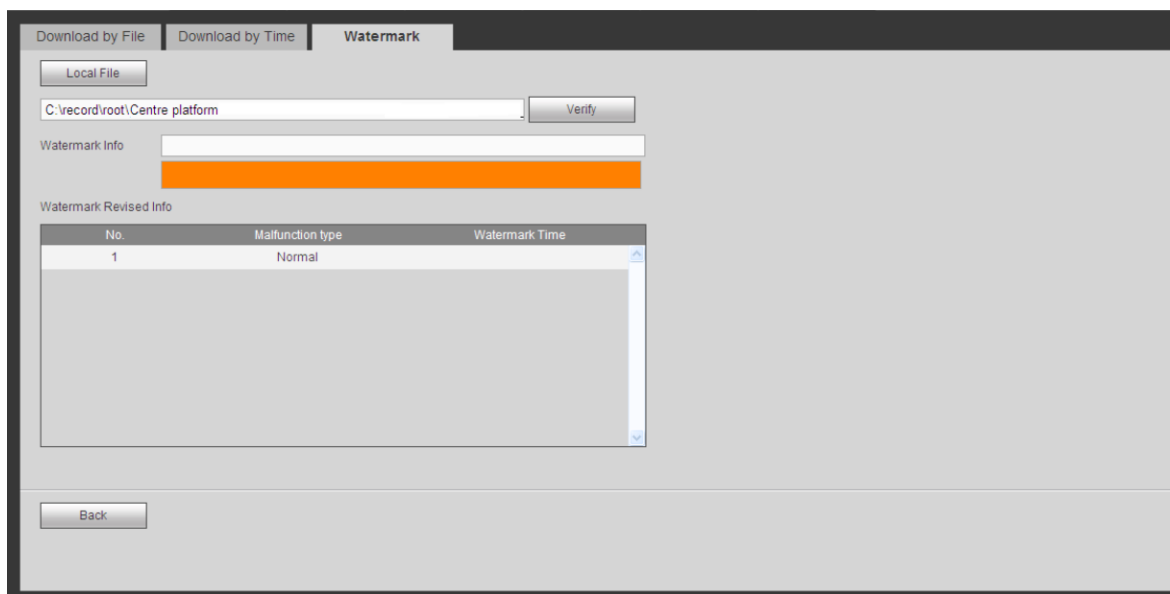 Download by File Download by Time Watermark
Local File
C:\record\root\Centre platform Verify
Watermark Info
Watermark Revised Info
No. Malfunction type Watermark Time
1 Normal
Back